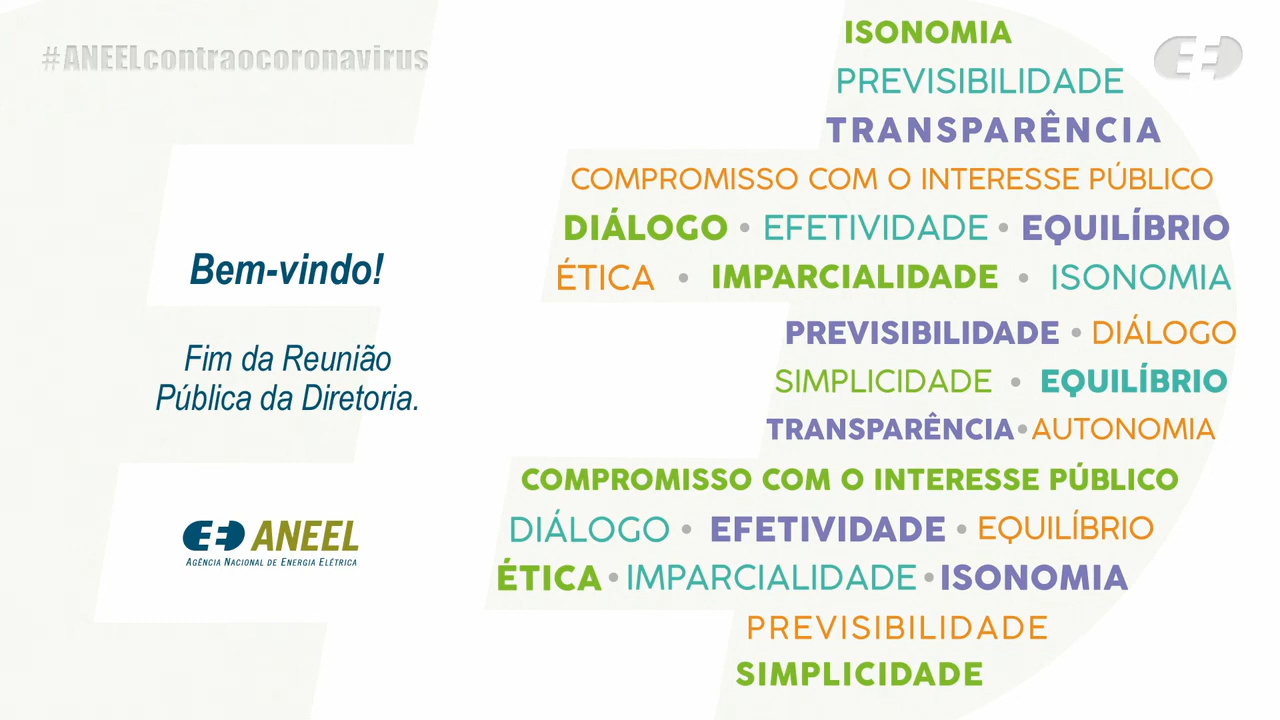 #ANEELcontraocoronavirus
Bem-vindo!
Fim da Reunião
Pública da Diretoria.
ANEEL
AGÊNCIA NACIONAL DE ENERGIA ELÉTRICA
ISONOMIA
PREVISIBILIDADE
TRANSPARÊNCIA
COMPROMISSO COM O INTERESSE PÚBLICO
DIÁLOGO • EFETIVIDADE • EQUILÍBRIO
ÉTICA • IMPARCIALIDADE • ISONOMIA
PREVISIBILIDADE • DIÁLOGO
SIMPLICIDADE • EQUILÍBRIO
TRANSPARÊNCIA • AUTONOMIA
COMPROMISSO COM O INTERESSE PÚBLICO
DIÁLOGO • EFETIVIDADE • EQUILÍBRIO
ÉTICA • IMPARCIALIDADE • ISONOMIA
PREVISIBILIDADE
SIMPLICIDADE